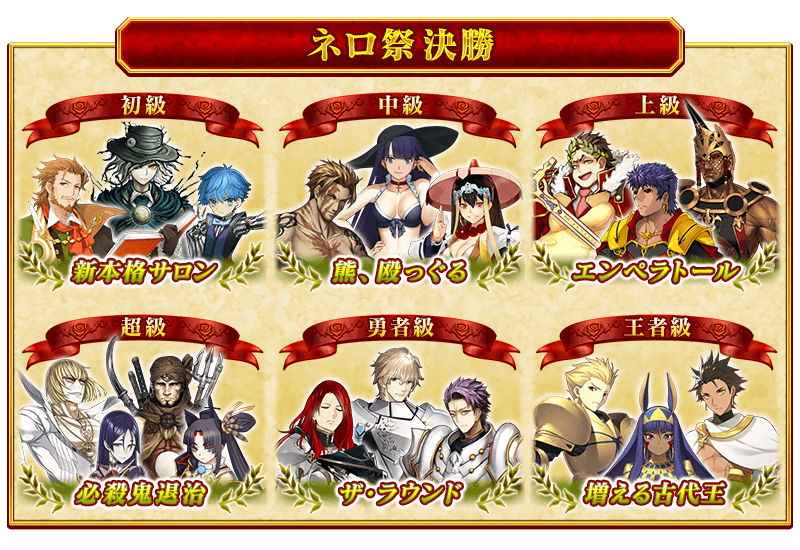 ネロ祭 決勝
初級
中級
上級
新本格サロン
熊、殴っぐる
エンペラトール
超級
勇者級
王者級
必殺鬼退治
ザ・ラウンド
増える古代王